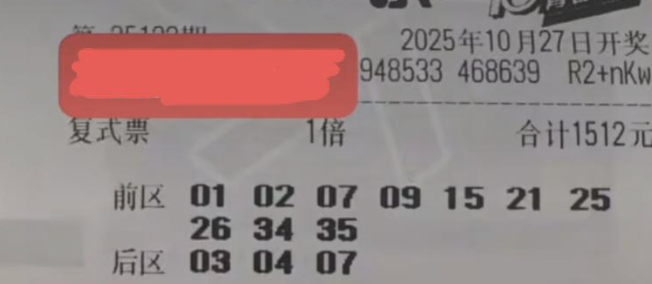 2025年10月27日开奖
948533 468639 R2+nKw
复式票 1倍 合计1512元
前区 01 02 07 09 15 21 25
26 34 35
后区 03 04 07